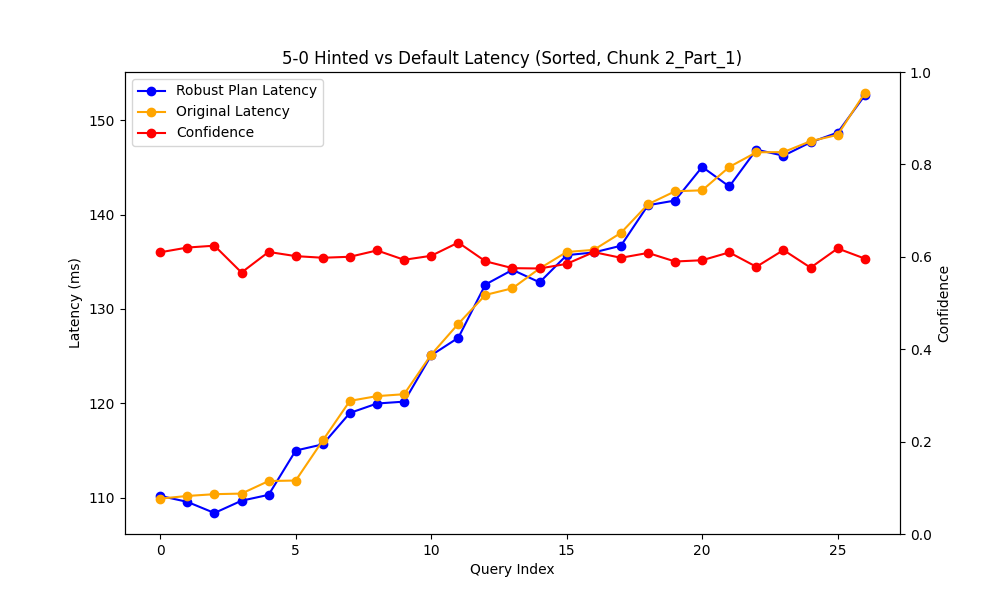 5-0 Hinted vs Default Latency (Sorted, Chunk 2_Part_1)
Robust Plan Latency
Original Latency
Confidence
Latency (ms)
150
140
130
120
110
1.0
0.8
0.6
0.4
0.2
0.0
Confidence
0 5 10 15 20 25
Query Index